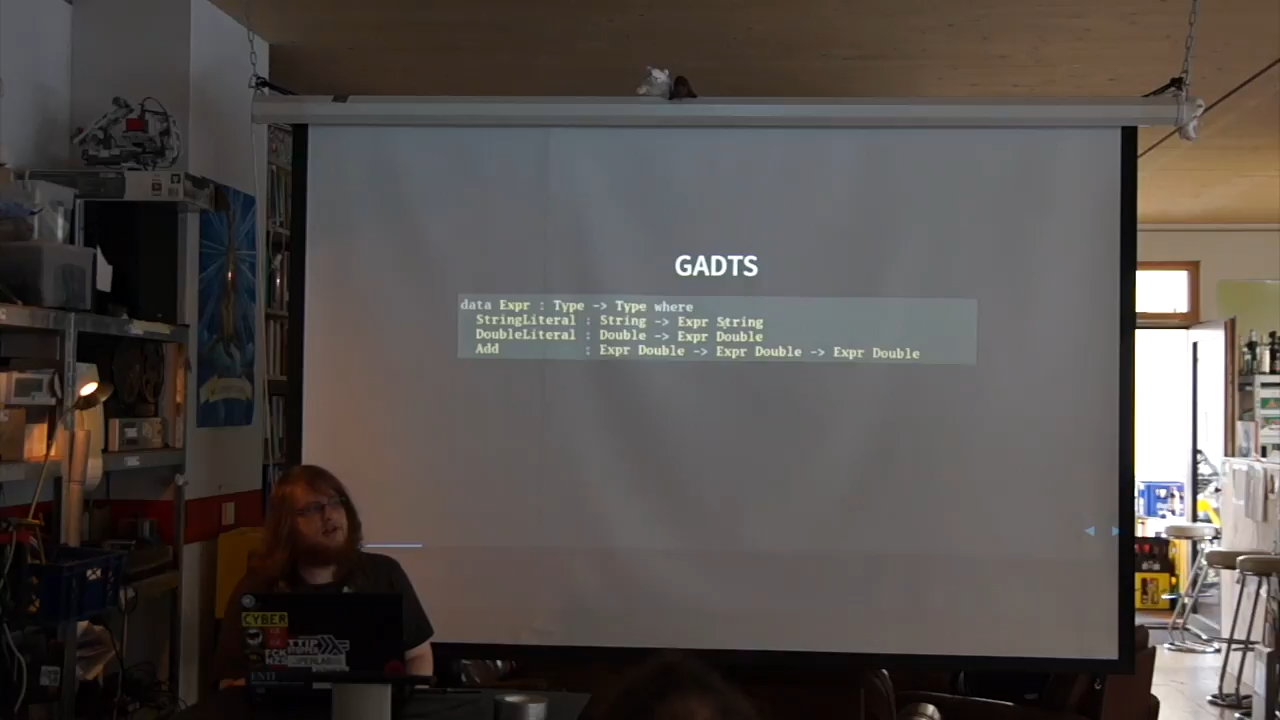 GADTS
data Expr : Type -> Type where
StringLiteral : String -> Expr String
DoubleLiteral : Double -> Expr Double
Add : Expr Double -> Expr Double -> Expr Double
CYBER